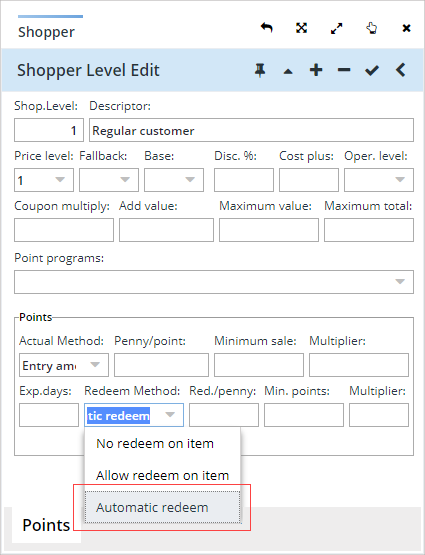 Shopper
Shopper Level Edit
Shop.Level: Descriptor:
1 Regular customer
Price level: Fallback: Base: Disc. %: Cost plus: Oper. level:
1
Coupon multiply: Add value: Maximum value: Maximum total:
Point programs:
Points
Actual Method: Penny/point: Minimum sale: Multiplier:
Entry am
Exp.days: Redeem Method: Red./penny: Min. points: Multiplier:
tic redeem
No redeem on item
Allow redeem on item
Automatic redeem
Points